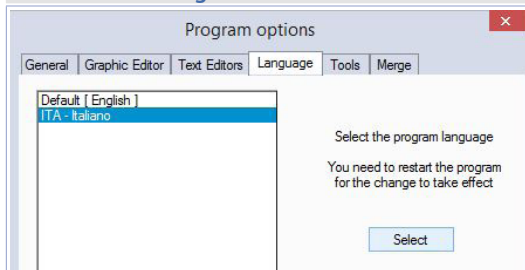 Program options
General Graphic Editor Text Editors Language Tools Merge
Default [ English ]
ITA - Italiano
Select the program language
You need to restart the program
for the change to take effect
Select